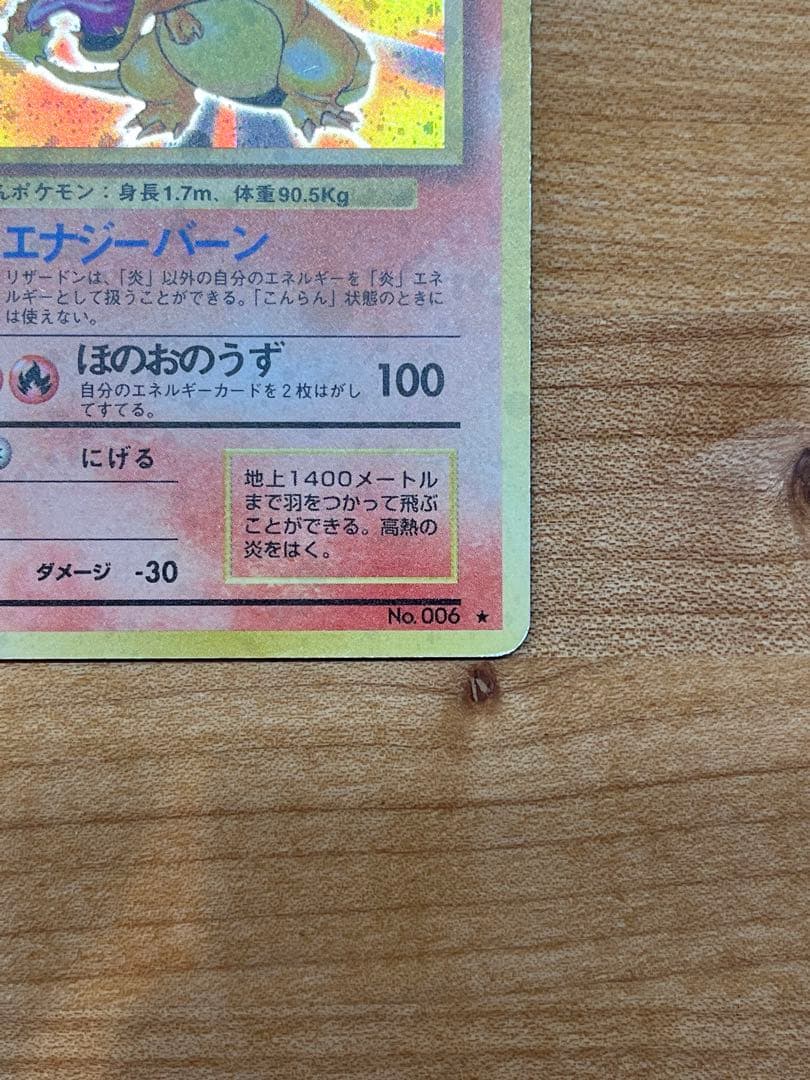 んポケモン：身長1.7m、体重90.5Kg
エナジーバーン
リザードンは、「炎」以外の自分のエネルギーを「炎」エネ
ルギーとして扱うことができる。「こんらん」状態のときに
は使えない。
ほのおのうず 100
自分のエネルギーカードを2枚はがし
てすてる。
にげる
地上1400メートル
まで羽をつかって飛ぶ
ことができる。高熱の
炎をはく。
ダメージ -30
No. 006 ★